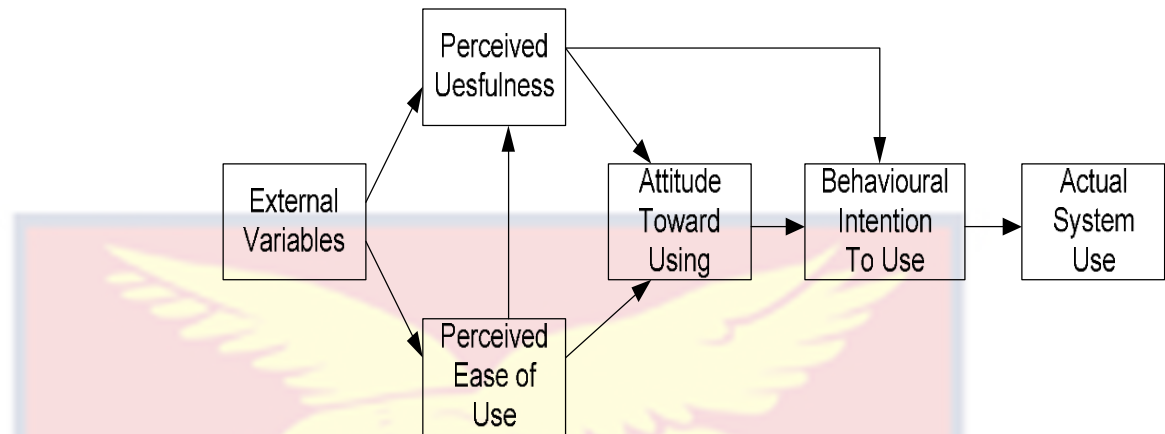 Perceived
Uesfulness
External
Variables
Attitude
Toward
Using
Behavioural
Intention
To Use
Actual
System
Use
Perceived
Ease of
Use